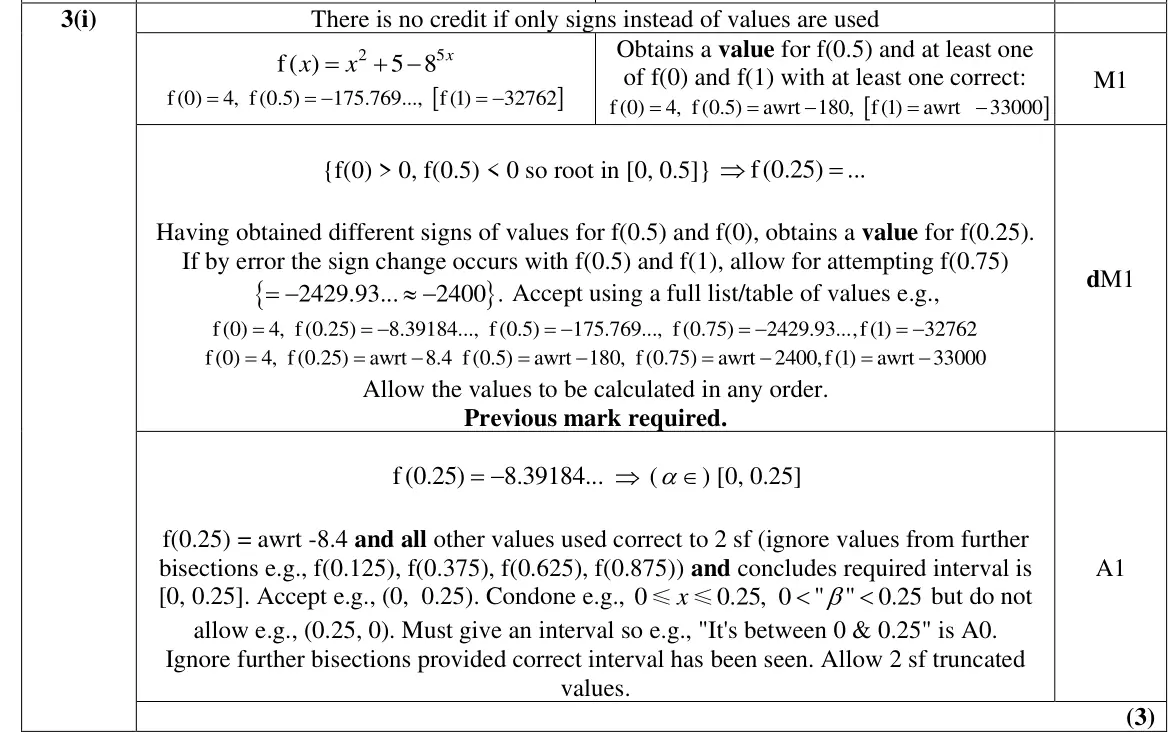 3(i)
There is no credit if only signs instead of values are used
f(x) = x² + 5 − 8⁵ˣ
f(0) = 4, f(0.5) = −175.769..., [f(1) = −32762]
Obtains a value for f(0.5) and at least one
of f(0) and f(1) with at least one correct:
f(0) = 4, f(0.5) = awrt −180, [f(1) = awrt −33000]
M1
{f(0) > 0, f(0.5) < 0 so root in [0, 0.5]} ⇒ f(0.25) = ...
Having obtained different signs of values for f(0.5) and f(0), obtains a value for f(0.25).
If by error the sign change occurs with f(0.5) and f(1), allow for attempting f(0.75)
{= −2429.93... ≈ −2400}. Accept using a full list/table of values e.g.,
f(0) = 4, f(0.25) = −8.39184..., f(0.5) = −175.769..., f(0.75) = −2429.93..., f(1) = −32762
f(0) = 4, f(0.25) = awrt −8.4 f(0.5) = awrt −180, f(0.75) = awrt −2400, f(1) = awrt −33000
Allow the values to be calculated in any order.
Previous mark required.
dM1
f(0.25) = −8.39184... ⇒ (α ∈) [0, 0.25]
f(0.25) = awrt -8.4 and all other values used correct to 2 sf (ignore values from further
bisections e.g., f(0.125), f(0.375), f(0.625), f(0.875)) and concludes required interval is
[0, 0.25]. Accept e.g., (0, 0.25). Condone e.g., 0 ⩽ x ⩽ 0.25, 0 < "β" < 0.25 but do not
allow e.g., (0.25, 0). Must give an interval so e.g., "It's between 0 & 0.25" is A0.
Ignore further bisections provided correct interval has been seen. Allow 2 sf truncated
values.
A1
(3)